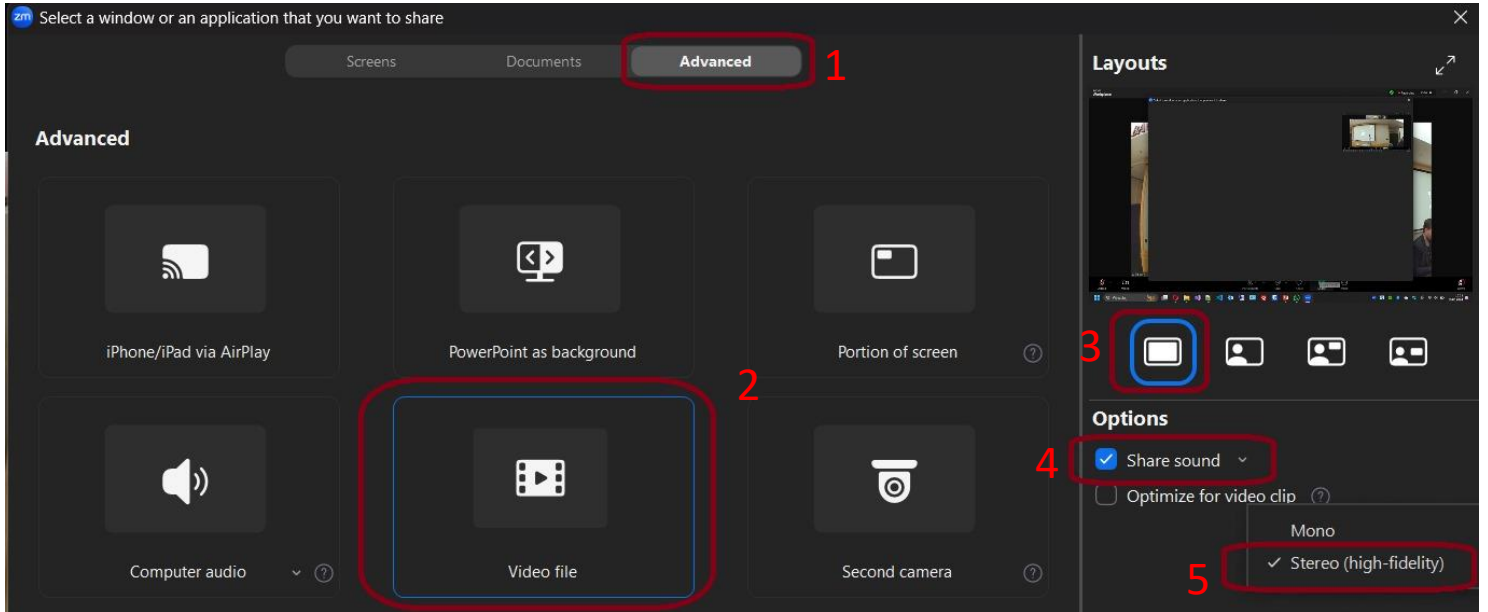 zm Select a window or an application that you want to share
Screens Documents Advanced 1
Layouts
Advanced
iPhone/iPad via AirPlay PowerPoint as background Portion of screen ?
2
3
Options
4 Share sound
Optimize for video clip ?
Mono
5 Stereo (high-fidelity)
Computer audio ? Video file Second camera ?